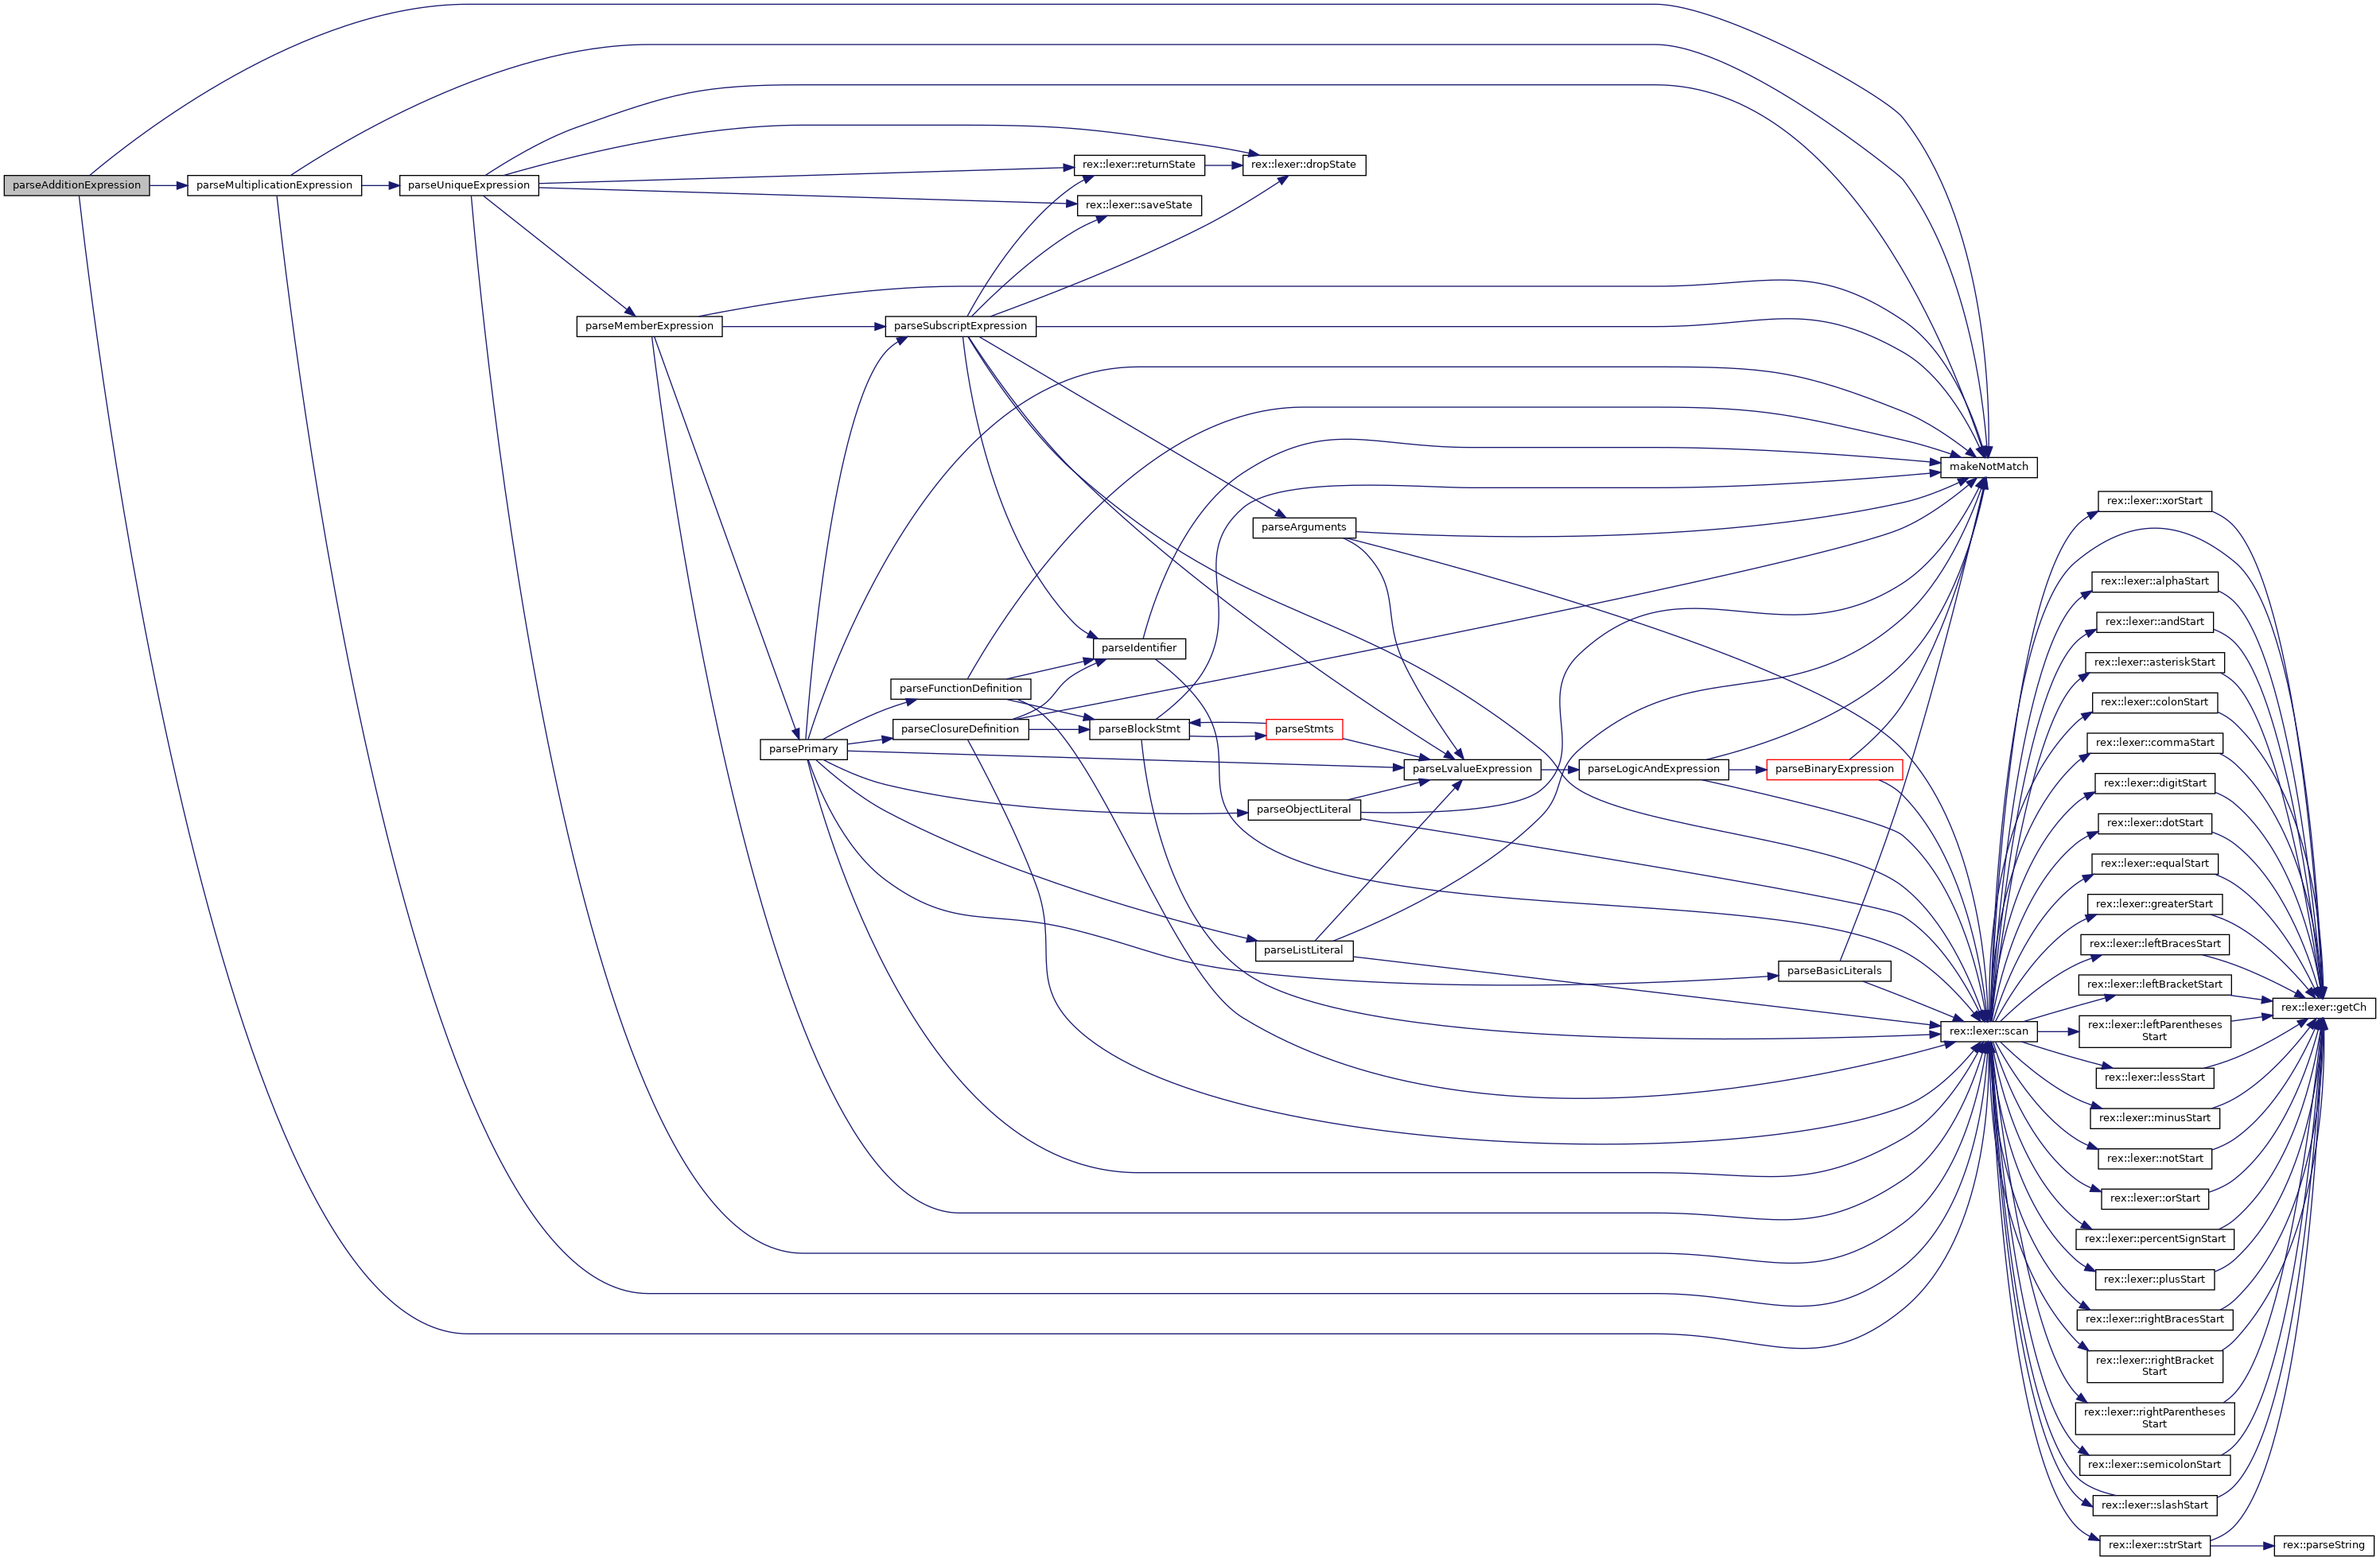 parseAdditionExpression
parseMultiplicationExpression
parseUniqueExpression
rex::lexer::returnState
rex::lexer::dropState
rex::lexer::saveState
parseMemberExpression
parseSubscriptExpression
makeNotMatch
parseArguments
parseIdentifier
parseFunctionDefinition
parseClosureDefinition
parseBlockStmt
parseStmts
parsePrimary
parseLvalueExpression
parseLogicAndExpression
parseBinaryExpression
parseObjectLiteral
parseListLiteral
parseBasicLiterals
rex::lexer::scan
rex::lexer::xorStart
rex::lexer::alphaStart
rex::lexer::andStart
rex::lexer::asteriskStart
rex::lexer::colonStart
rex::lexer::commaStart
rex::lexer::digitStart
rex::lexer::dotStart
rex::lexer::equalStart
rex::lexer::greaterStart
rex::lexer::leftBracesStart
rex::lexer::leftBracketStart
rex::lexer::leftParentheses
Start
rex::lexer::lessStart
rex::lexer::minusStart
rex::lexer::notStart
rex::lexer::orStart
rex::lexer::percentSignStart
rex::lexer::plusStart
rex::lexer::rightBracesStart
rex::lexer::rightBracket
Start
rex::lexer::rightParentheses
Start
rex::lexer::semicolonStart
rex::lexer::slashStart
rex::lexer::strStart
rex::lexer::getCh
rex::parseString